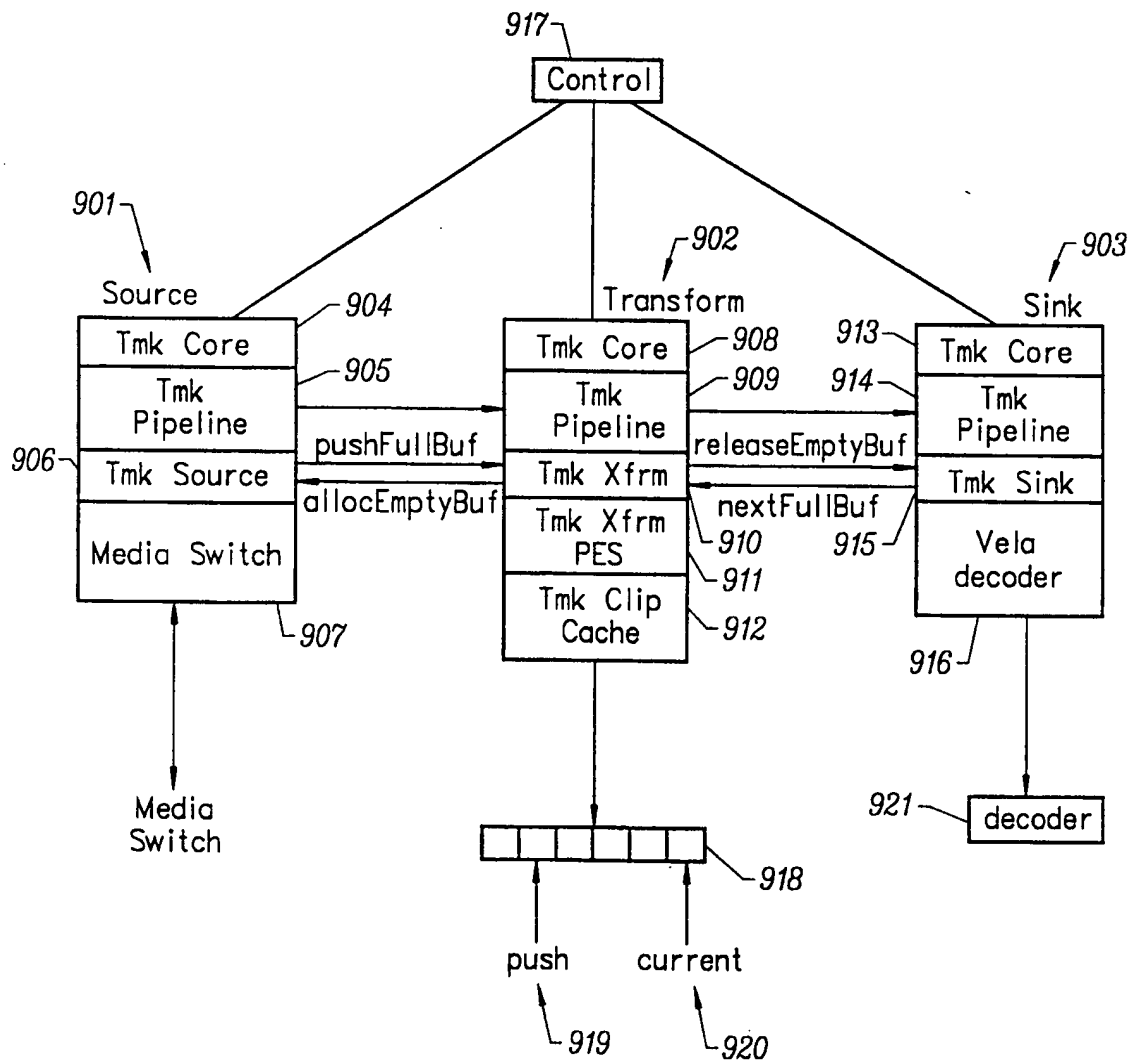 917
Control
901
902
903
Source
904
Transform
Sink
Tmk Core
905
Tmk
Pipeline
pushFullBuf
906
Tmk Source
allocEmptyBuf
Media Switch
907
Media
Switch
Tmk Core
908
909
Tmk
Pipeline
releaseEmptyBuf
Tmk Xfrm
nextFullBuf
910
Tmk Xfrm
PES
911
Tmk Clip
Cache
912
913
Tmk Core
914
Tmk
Pipeline
Tmk Sink
915
Vela
decoder
916
921
decoder
918
push
current
919
920